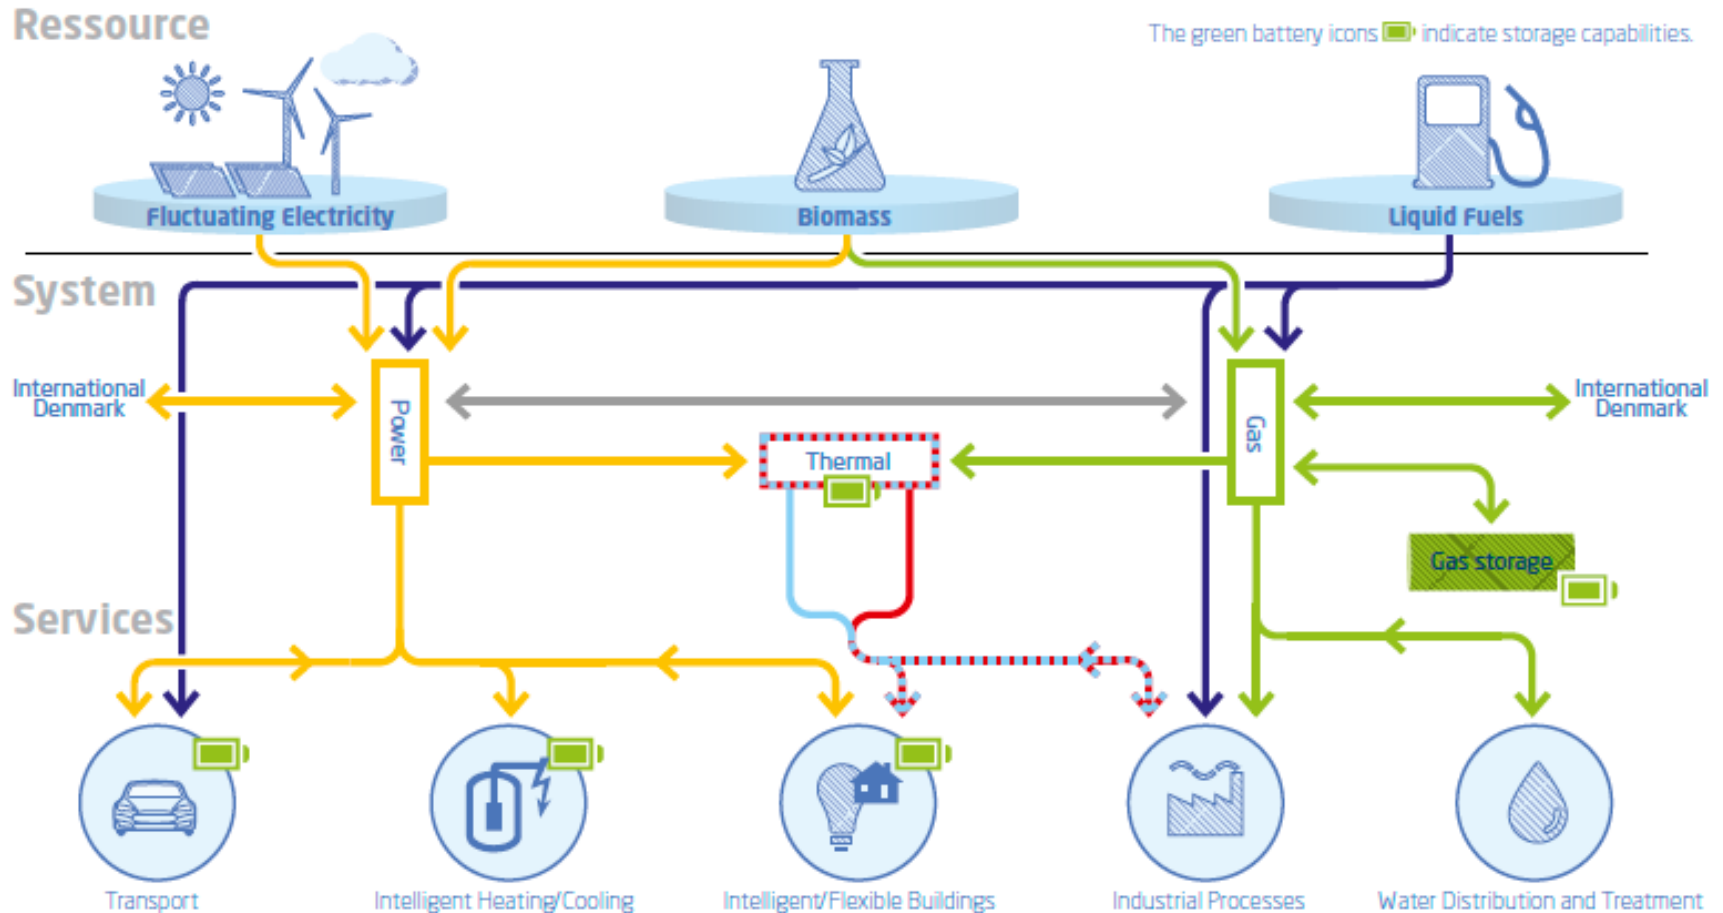 Ressource
The green battery icons indicate storage capabilities.
Fluctuating Electricity
Biomass
Liquid Fuels
System
International
Denmark
Power
Gas
International
Denmark
Thermal
Gas storage
Services
Transport
Intelligent Heating/Cooling
Intelligent/Flexible Buildings
Industrial Processes
Water Distribution and Treatment